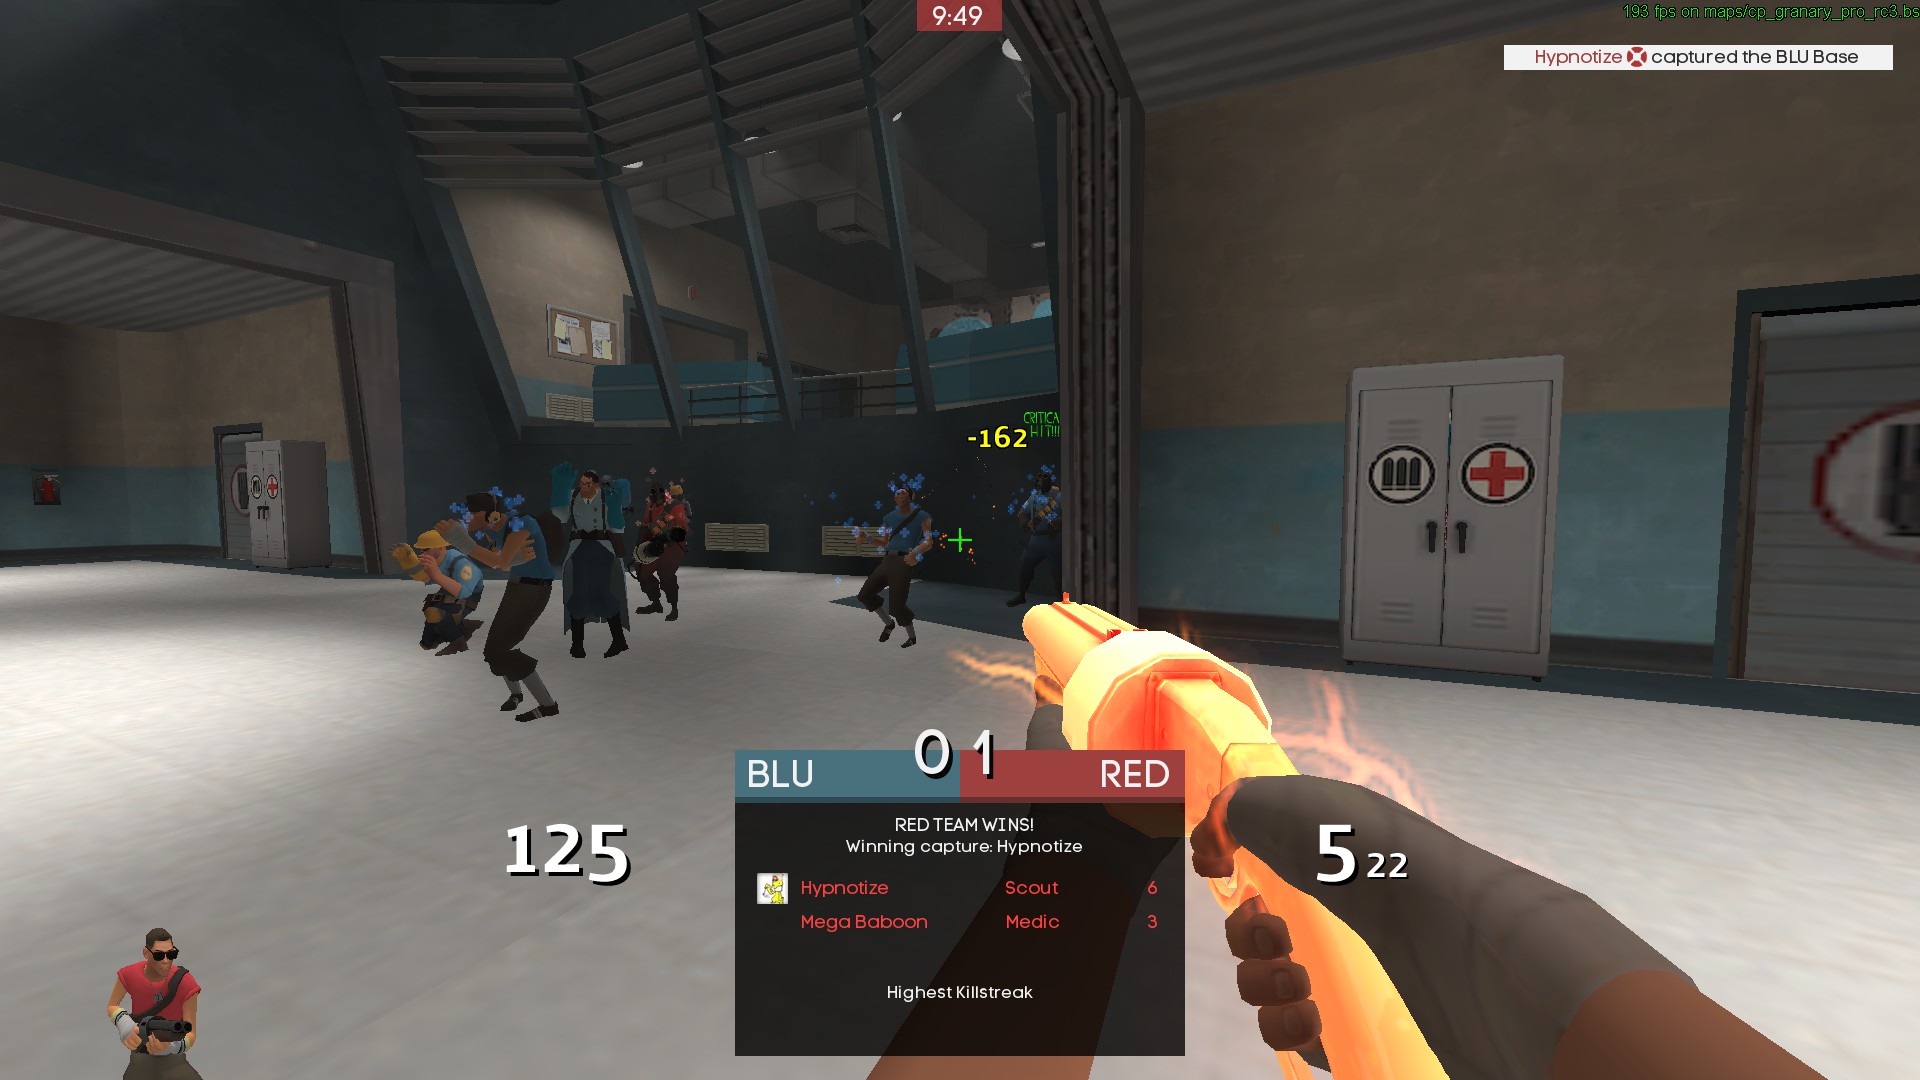 9:49
193 fps on maps/cp_granary_pro_rc3.bs
Hypnotize captured the BLU Base
CRITICA
HIT!!!
-162
0 1
BLU RED
RED TEAM WINS!
Winning capture: Hypnotize
125
5 22
Hypnotize Scout 6
Mega Baboon Medic 3
Highest Killstreak